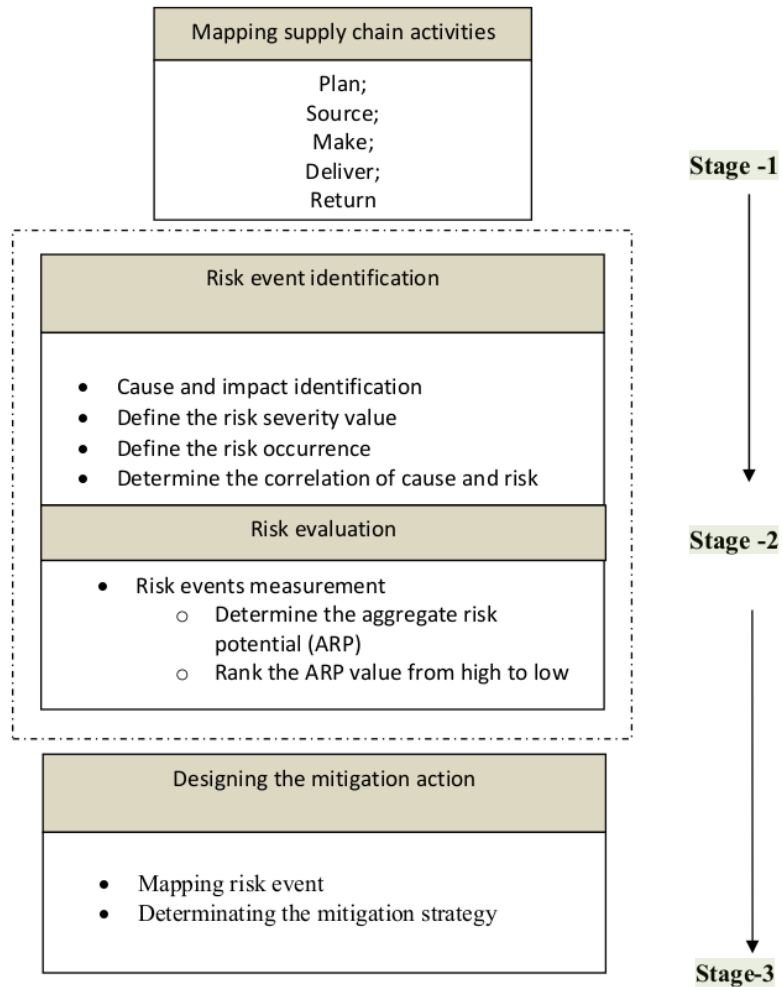 Mapping supply chain activities
Plan;
Source;
Make;
Deliver;
Return
Stage -1
Risk event identification
• Cause and impact identification
• Define the risk severity value
• Define the risk occurrence
• Determine the correlation of cause and risk
Risk evaluation
Stage -2
• Risk events measurement
○ Determine the aggregate risk
potential (ARP)
○ Rank the ARP value from high to low
Designing the mitigation action
• Mapping risk event
• Determinating the mitigation strategy
Stage-3